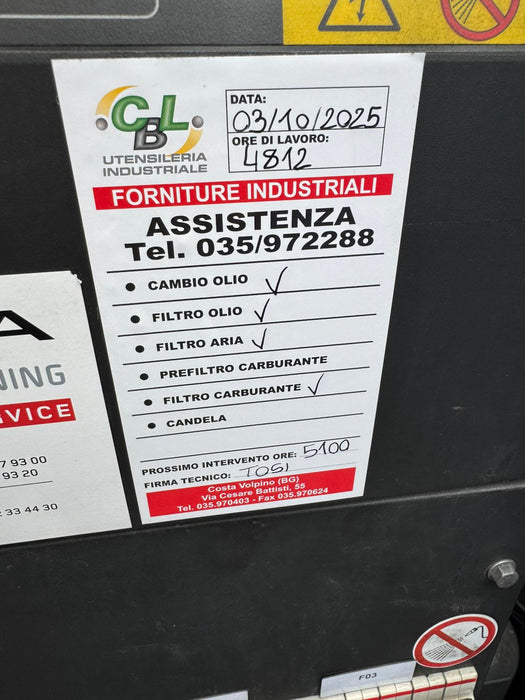 CBL
UTENSILERIA
INDUSTRIALE
DATA:
03/10/2025
ORE DI LAVORO:
4812
FORNITURE INDUSTRIALI
ASSISTENZA
Tel. 035/972288
• CAMBIO OLIO ✓
• FILTRO OLIO ✓
• FILTRO ARIA ✓
• PREFILTRO CARBURANTE
• FILTRO CARBURANTE ✓
• CANDELA
PROSSIMO INTERVENTO ORE: 5100
FIRMA TECNICO: TOSI
Costa Volpino (BG)
Via Cesare Battisti, 55
Tel. 035.970403 - Fax 035.970624
A
NING
RVICE
7 93 00
93 20
2 33 44 30
F03